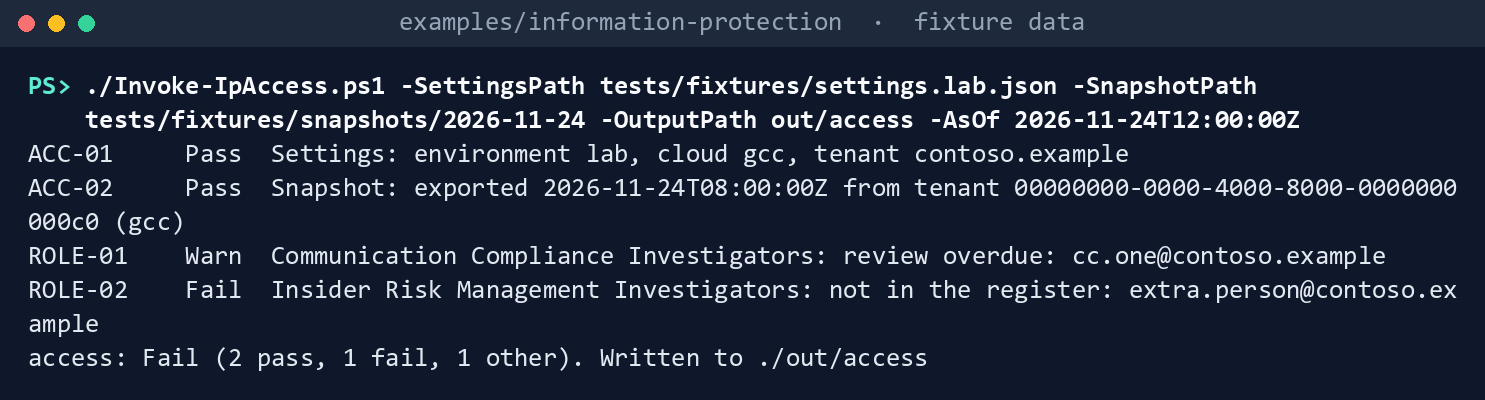 examples/information-protection · fixture data
PS> ./Invoke-IpAccess.ps1 -SettingsPath tests/fixtures/settings.lab.json -SnapshotPath
tests/fixtures/snapshots/2026-11-24 -OutputPath out/access -AsOf 2026-11-24T12:00:00Z
ACC-01     Pass  Settings: environment lab, cloud gcc, tenant contoso.example
ACC-02     Pass  Snapshot: exported 2026-11-24T08:00:00Z from tenant 00000000-0000-4000-8000-0000000
000c0 (gcc)
ROLE-01    Warn  Communication Compliance Investigators: review overdue: cc.one@contoso.example
ROLE-02    Fail  Insider Risk Management Investigators: not in the register: extra.person@contoso.ex
ample
access: Fail (2 pass, 1 fail, 1 other). Written to ./out/access